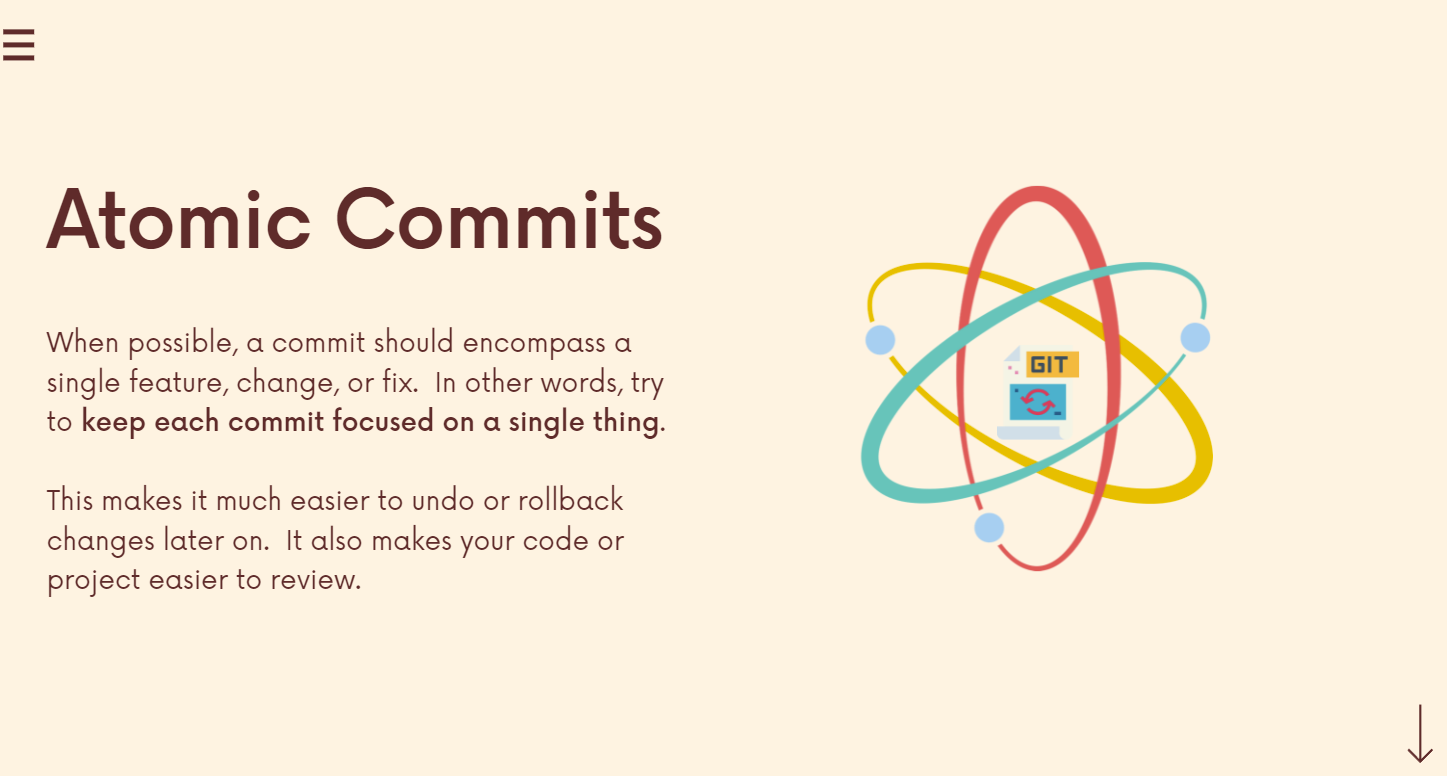 Atomic Commits
When possible, a commit should encompass a
single feature, change, or fix.  In other words, try
to keep each commit focused on a single thing.
This makes it much easier to undo or rollback
changes later on.  It also makes your code or
project easier to review.
GIT